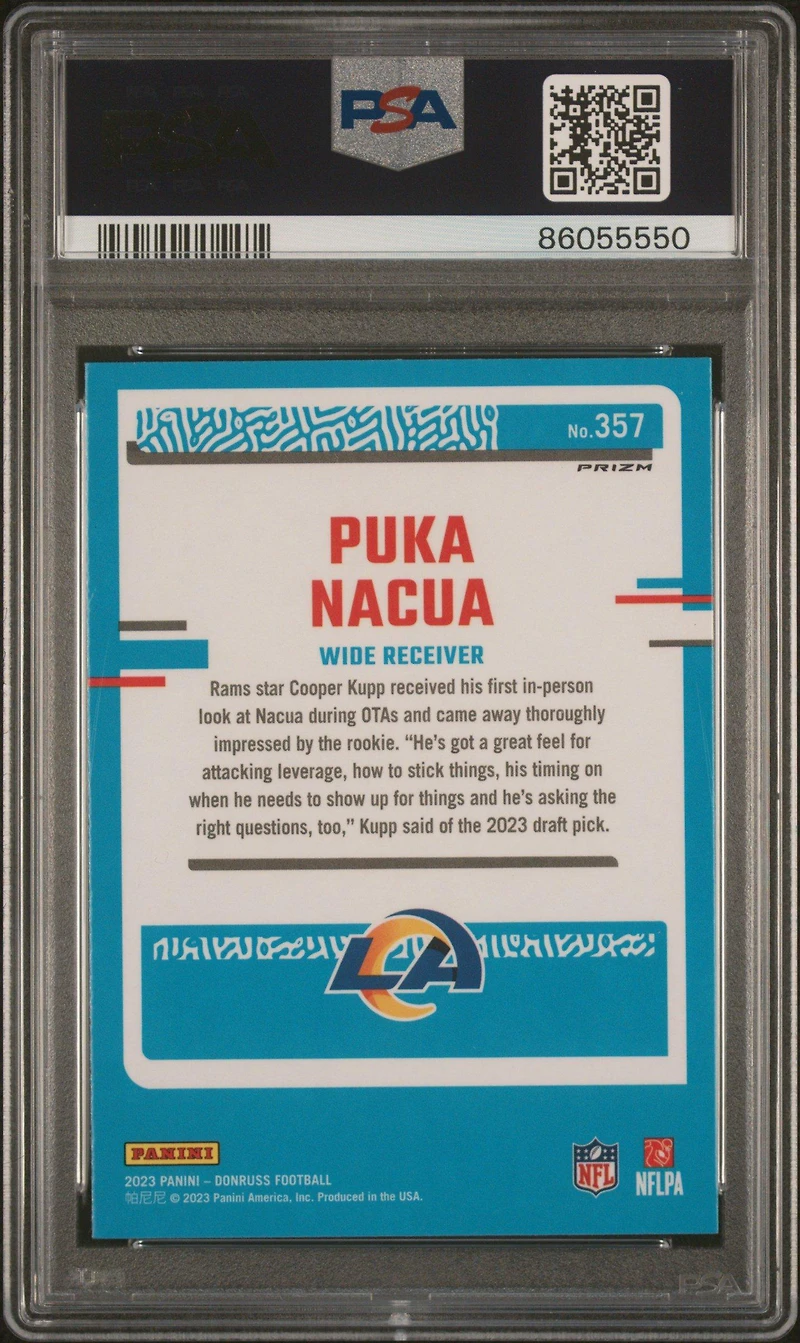 PSA
86055550
No.357
PRIZM
PUKA
NACUA
WIDE RECEIVER
Rams star Cooper Kupp received his first in-person
look at Nacua during OTAs and came away thoroughly
impressed by the rookie. “He’s got a great feel for
attacking leverage, how to stick things, his timing on
when he needs to show up for things and he’s asking the
right questions, too,” Kupp said of the 2023 draft pick.
LA
PANINI
2023 PANINI – DONRUSS FOOTBALL
帕尼尼 © 2023 Panini America, Inc. Produced in the USA.
NFL
NFLPA
PSA